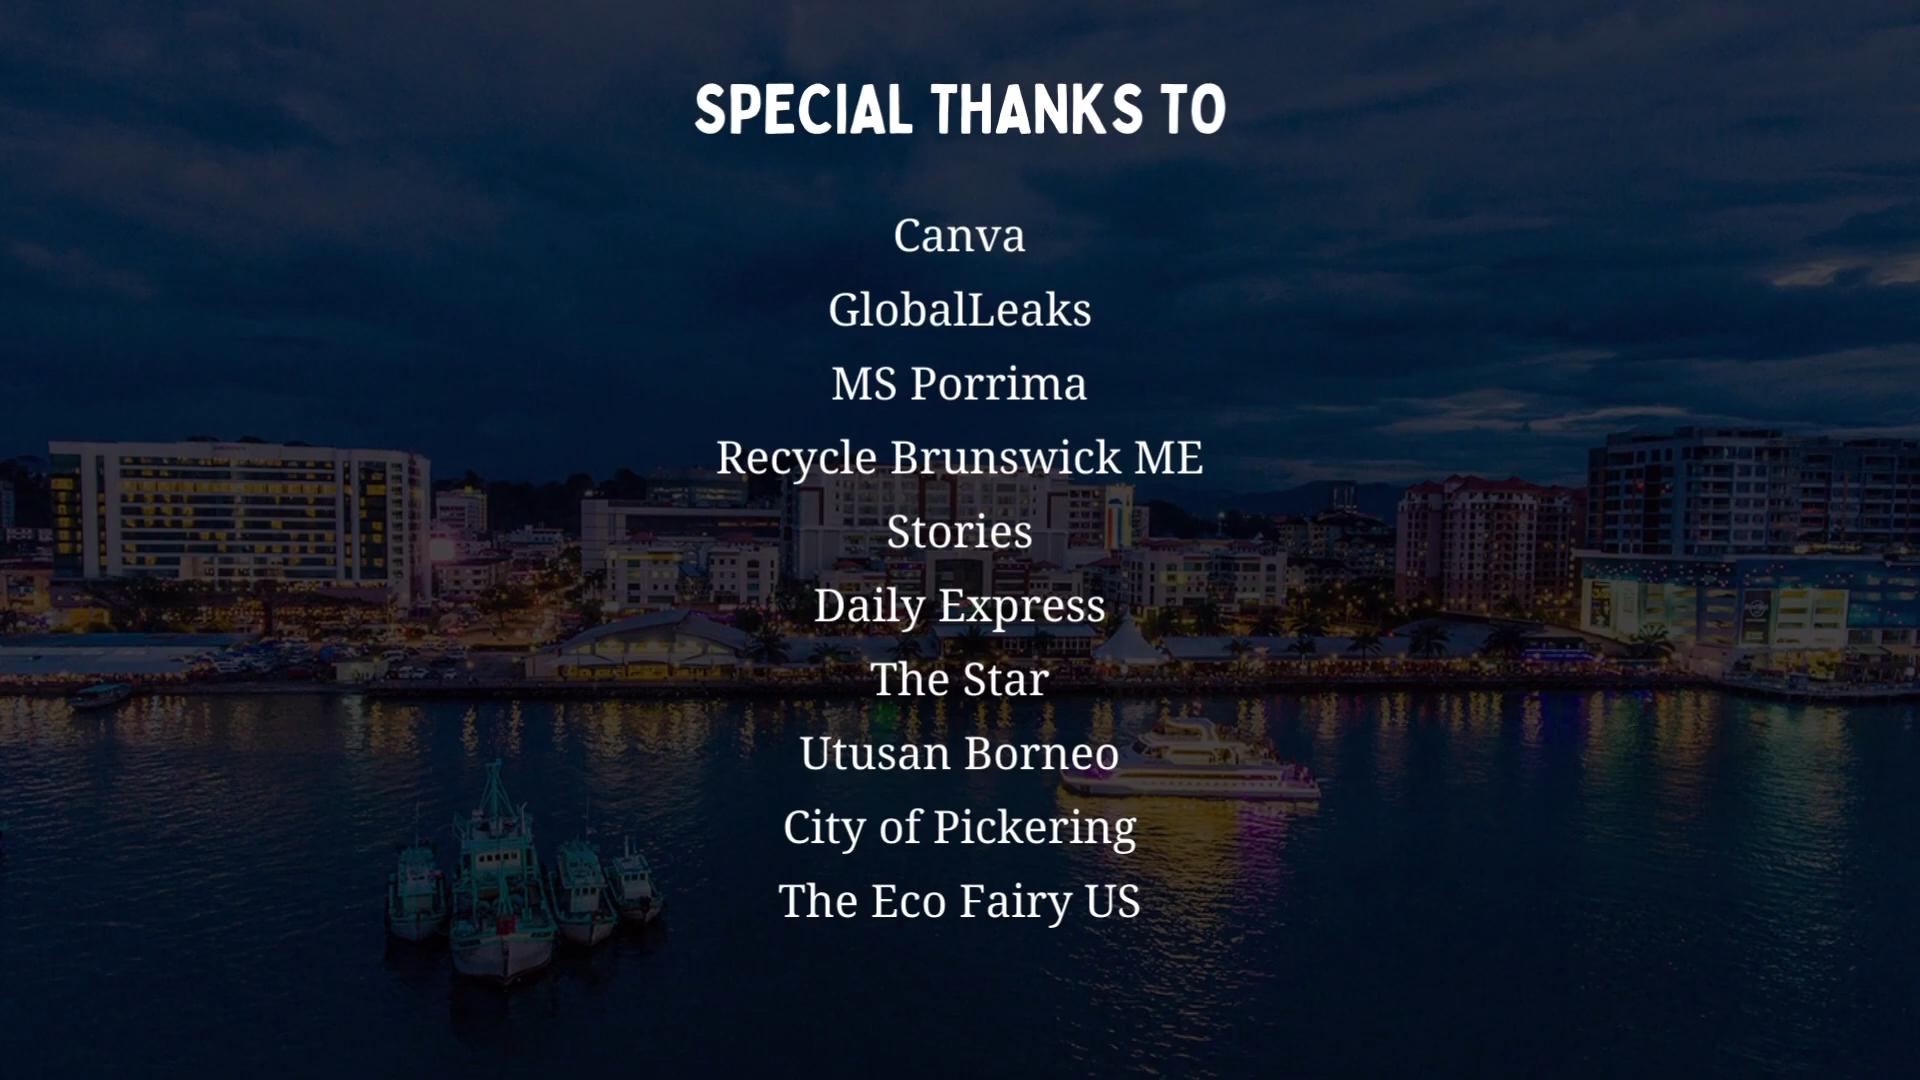 SPECIAL THANKS TO
Canva
GlobalLeaks
MS Porrima
Recycle Brunswick ME
Stories
Daily Express
The Star
Utusan Borneo
City of Pickering
The Eco Fairy US